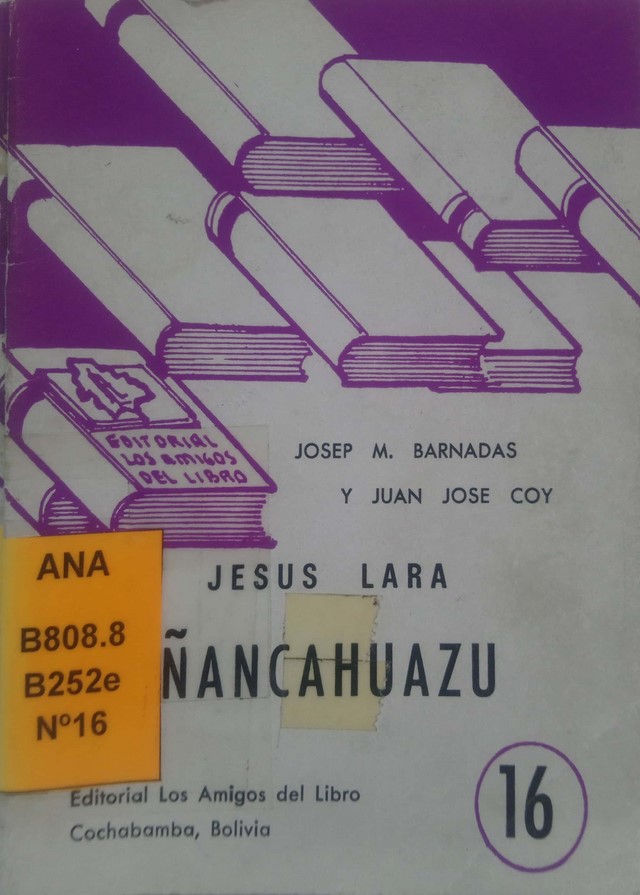 EDITORIAL
LOS AMIGOS
DEL LIBRO
JOSEP M. BARNADAS
Y JUAN JOSE COY
JESUS LARA
ÑANCAHUAZU
ANA
B808.8
B252e
Nº16
Editorial Los Amigos del Libro
Cochabamba, Bolivia
16